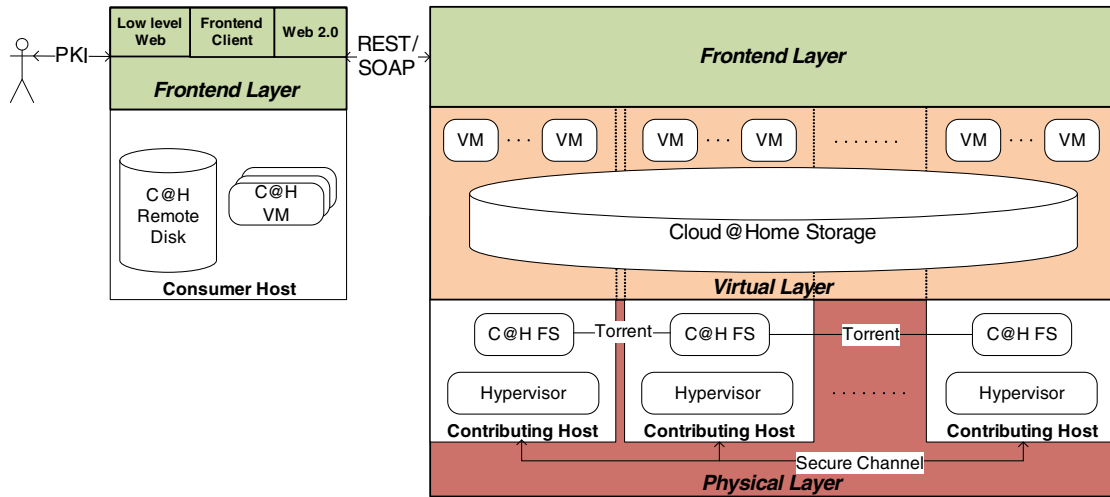 PKI
Low level
Web
Frontend
Client
Web 2.0
Frontend Layer
C@H
Remote
Disk
C@H
VM
Consumer Host
REST/
SOAP
Frontend Layer
VM ··· VM
VM ··· VM
·······
VM ··· VM
Cloud@Home Storage
Virtual Layer
C@H FS
Torrent
C@H FS
Torrent
C@H FS
Hypervisor
Hypervisor
········
Hypervisor
Contributing Host
Contributing Host
Contributing Host
Secure Channel
Physical Layer